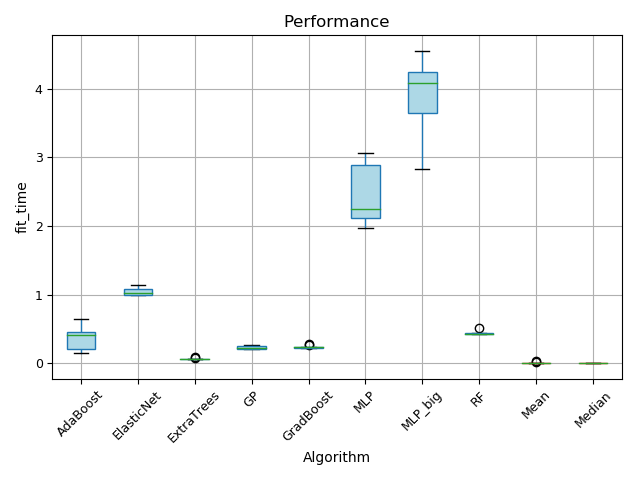 Performance
fit_time
4
3
2
1
0
AdaBoost
ElasticNet
ExtraTrees
GP
GradBoost
MLP
MLP_big
RF
Mean
Median
Algorithm